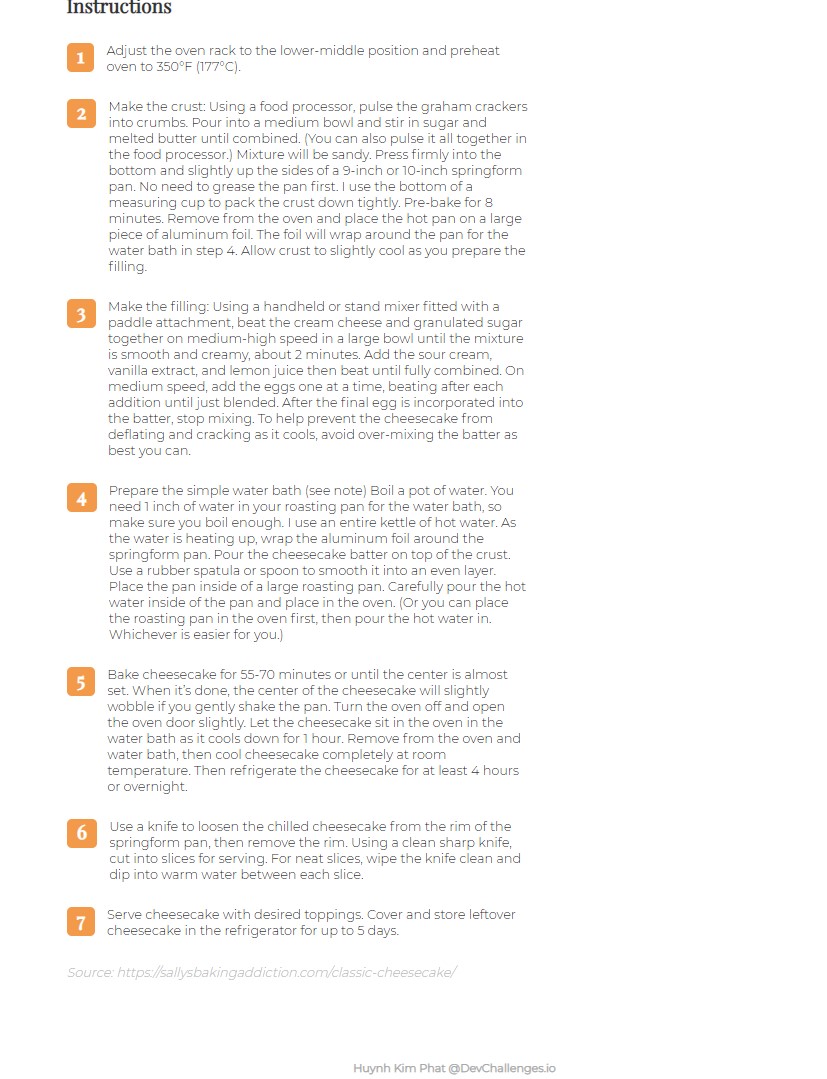 Instructions
1
Adjust the oven rack to the lower-middle position and preheat
oven to 350°F (177°C).
2
Make the crust: Using a food processor, pulse the graham crackers
into crumbs. Pour into a medium bowl and stir in sugar and
melted butter until combined. (You can also pulse it all together in
the food processor.) Mixture will be sandy. Press firmly into the
bottom and slightly up the sides of a 9-inch or 10-inch springform
pan. No need to grease the pan first. I use the bottom of a
measuring cup to pack the crust down tightly. Pre-bake for 8
minutes. Remove from the oven and place the hot pan on a large
piece of aluminum foil. The foil will wrap around the pan for the
water bath in step 4. Allow crust to slightly cool as you prepare the
filling.
3
Make the filling: Using a handheld or stand mixer fitted with a
paddle attachment, beat the cream cheese and granulated sugar
together on medium-high speed in a large bowl until the mixture
is smooth and creamy, about 2 minutes. Add the sour cream,
vanilla extract, and lemon juice then beat until fully combined. On
medium speed, add the eggs one at a time, beating after each
addition until just blended. After the final egg is incorporated into
the batter, stop mixing. To help prevent the cheesecake from
deflating and cracking as it cools, avoid over-mixing the batter as
best you can.
4
Prepare the simple water bath (see note) Boil a pot of water. You
need 1 inch of water in your roasting pan for the water bath, so
make sure you boil enough. I use an entire kettle of hot water. As
the water is heating up, wrap the aluminum foil around the
springform pan. Pour the cheesecake batter on top of the crust.
Use a rubber spatula or spoon to smooth it into an even layer.
Place the pan inside of a large roasting pan. Carefully pour the hot
water inside of the pan and place in the oven. (Or you can place
the roasting pan in the oven first, then pour the hot water in.
Whichever is easier for you.)
5
Bake cheesecake for 55-70 minutes or until the center is almost
set. When it's done, the center of the cheesecake will slightly
wobble if you gently shake the pan. Turn the oven off and open
the oven door slightly. Let the cheesecake sit in the oven in the
water bath as it cools down for 1 hour. Remove from the oven and
water bath, then cool cheesecake completely at room
temperature. Then refrigerate the cheesecake for at least 4 hours
or overnight.
6
Use a knife to loosen the chilled cheesecake from the rim of the
springform pan, then remove the rim. Using a clean sharp knife,
cut into slices for serving. For neat slices, wipe the knife clean and
dip into warm water between each slice.
7
Serve cheesecake with desired toppings. Cover and store leftover
cheesecake in the refrigerator for up to 5 days.
Source: https://sallysbakingaddiction.com/classic-cheesecake/
Huynh Kim Phat @DevChallenges.io